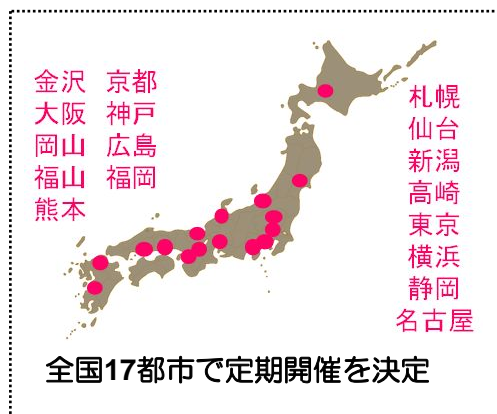 金沢 京都
大阪 神戸
岡山 広島
福山 福岡
熊本
札幌
仙台
新潟
高崎
東京
横浜
静岡
名古屋
全国17都市で定期開催を決定